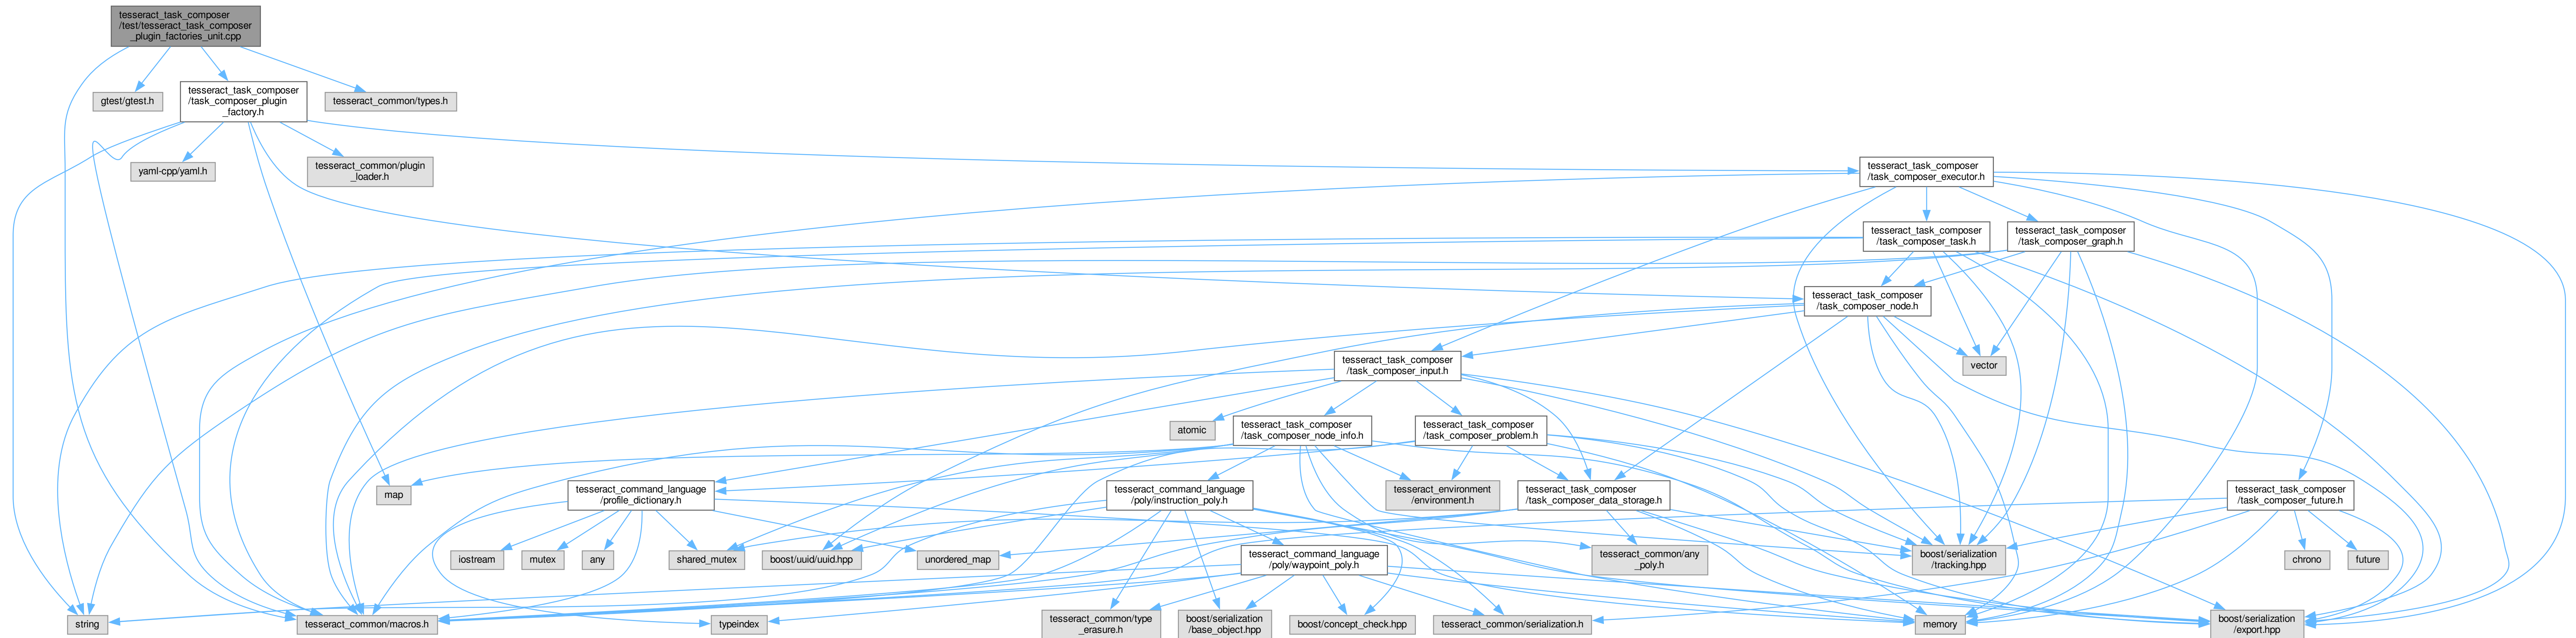 tesseract_task_composer
/test/tesseract_task_composer
_plugin_factories_unit.cpp
gtest/gtest.h
tesseract_task_composer
/task_composer_plugin
_factory.h
tesseract_common/types.h
yaml-cpp/yaml.h
tesseract_common/plugin
_loader.h
tesseract_task_composer
/task_composer_executor.h
tesseract_task_composer
/task_composer_task.h
tesseract_task_composer
/task_composer_graph.h
tesseract_task_composer
/task_composer_node.h
tesseract_task_composer
/task_composer_input.h
vector
atomic
tesseract_task_composer
/task_composer_node_info.h
tesseract_task_composer
/task_composer_problem.h
map
tesseract_command_language
/profile_dictionary.h
tesseract_command_language
/poly/instruction_poly.h
tesseract_environment
/environment.h
tesseract_task_composer
/task_composer_data_storage.h
tesseract_task_composer
/task_composer_future.h
iostream
mutex
any
shared_mutex
boost/uuid/uuid.hpp
unordered_map
tesseract_command_language
/poly/waypoint_poly.h
tesseract_common/any
_poly.h
boost/serialization
/tracking.hpp
chrono
future
string
tesseract_common/macros.h
typeindex
tesseract_common/type
_erasure.h
boost/serialization
/base_object.hpp
boost/concept_check.hpp
tesseract_common/serialization.h
memory
boost/serialization
/export.hpp